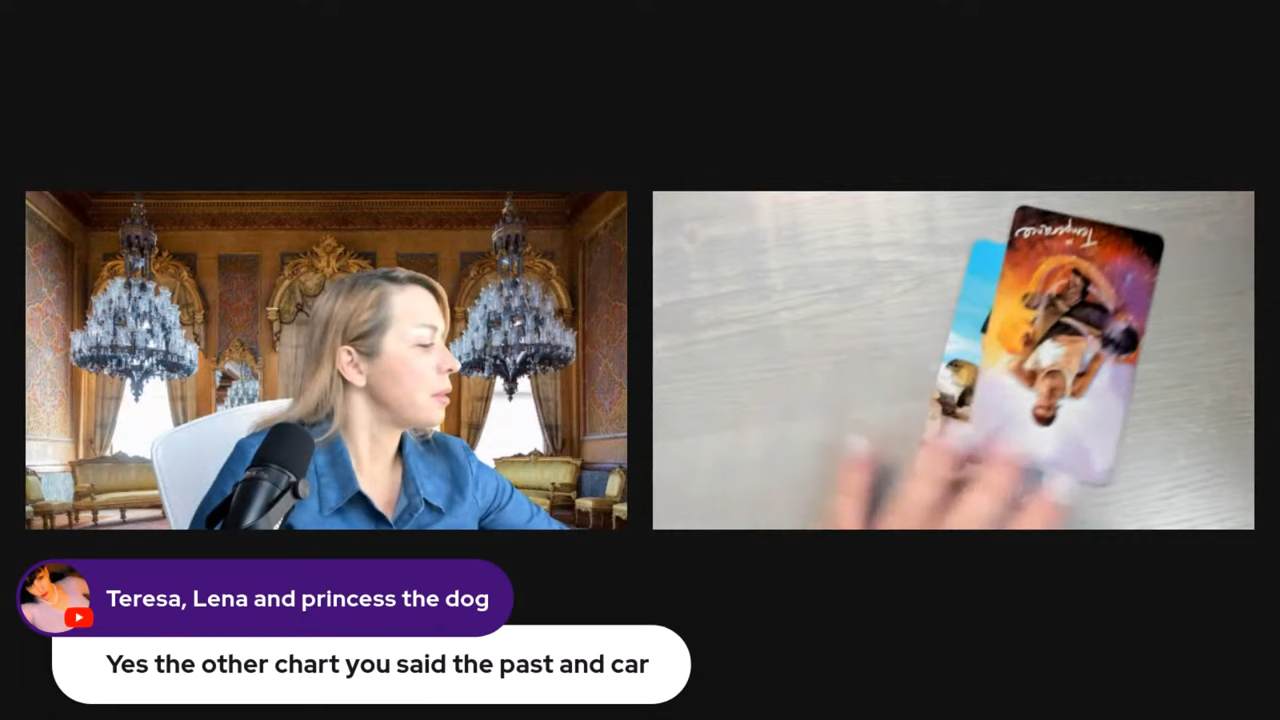 Temperance
Teresa, Lena and princess the dog
Yes the other chart you said the past and car